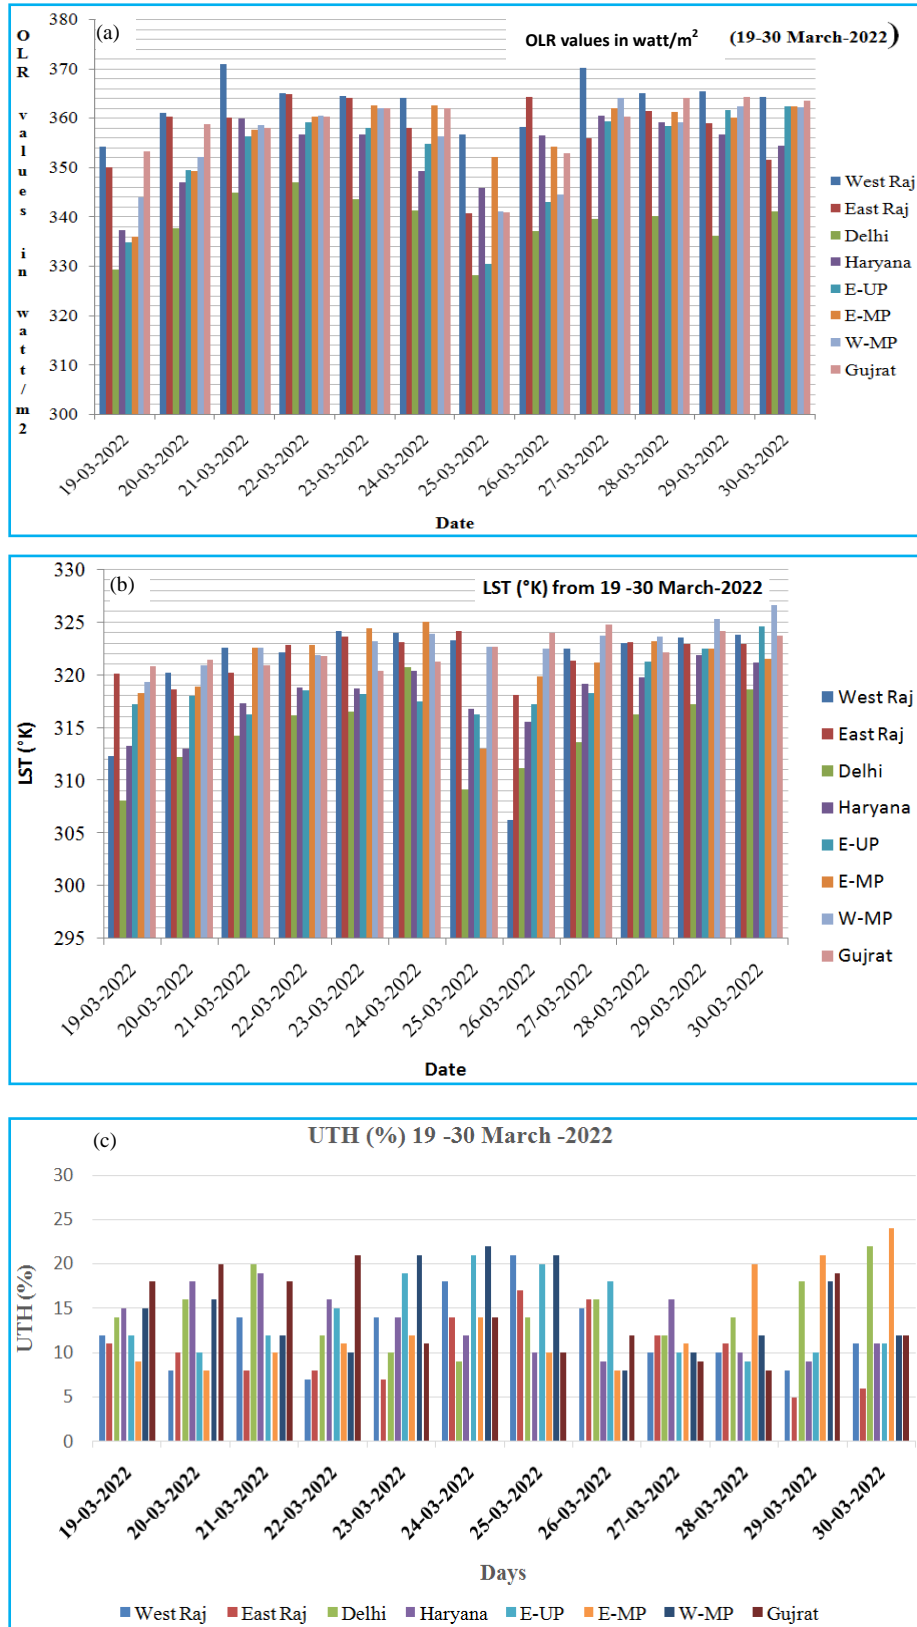 (a)
OLR values in watt/m2
(19-30 March-2022)
OLR values in watt/m2
380
370
360
350
340
330
320
310
300
19-03-2022
20-03-2022
21-03-2022
22-03-2022
23-03-2022
24-03-2022
25-03-2022
26-03-2022
27-03-2022
28-03-2022
29-03-2022
30-03-2022
Date
West Raj
East Raj
Delhi
Haryana
E-UP
E-MP
W-MP
Gujrat
(b)
LST (°K) from 19 -30 March-2022
LST (°K)
330
325
320
315
310
305
300
295
19-03-2022
20-03-2022
21-03-2022
22-03-2022
23-03-2022
24-03-2022
25-03-2022
26-03-2022
27-03-2022
28-03-2022
29-03-2022
30-03-2022
Date
West Raj
East Raj
Delhi
Haryana
E-UP
E-MP
W-MP
Gujrat
(c)
UTH (%) 19 -30 March -2022
UTH (%)
30
25
20
15
10
5
0
19-03-2022
20-03-2022
21-03-2022
22-03-2022
23-03-2022
24-03-2022
25-03-2022
26-03-2022
27-03-2022
28-03-2022
29-03-2022
30-03-2022
Days
West Raj East Raj Delhi Haryana E-UP E-MP W-MP Gujrat